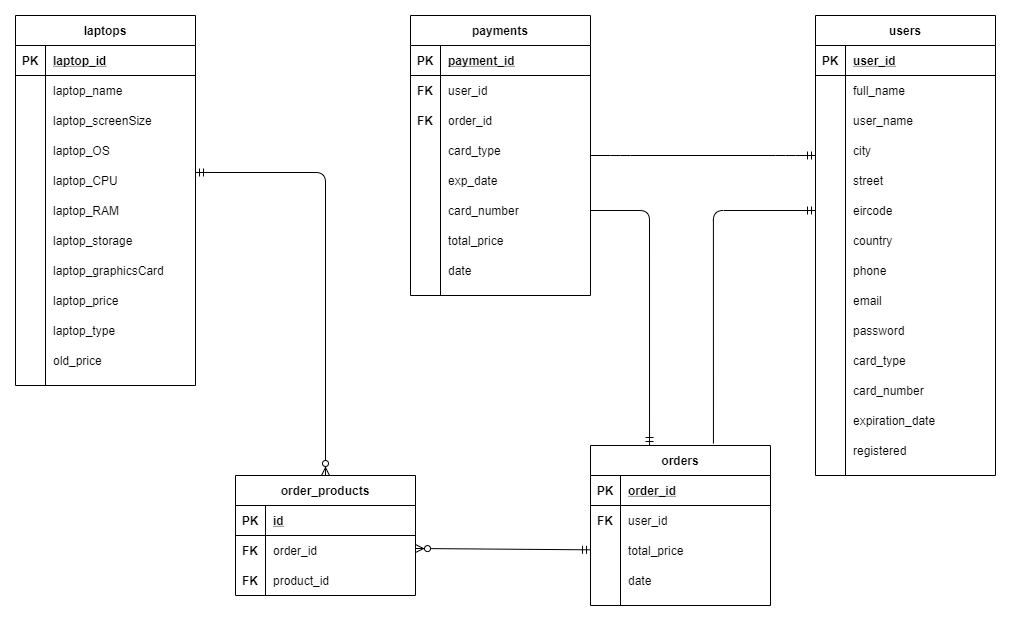 laptops
PK laptop_id
laptop_name
laptop_screenSize
laptop_OS
laptop_CPU
laptop_RAM
laptop_storage
laptop_graphicsCard
laptop_price
laptop_type
old_price
payments
PK payment_id
FK user_id
FK order_id
card_type
exp_date
card_number
total_price
date
users
PK user_id
full_name
user_name
city
street
eircode
country
phone
email
password
card_type
card_number
expiration_date
registered
order_products
PK id
FK order_id
FK product_id
orders
PK order_id
FK user_id
total_price
date